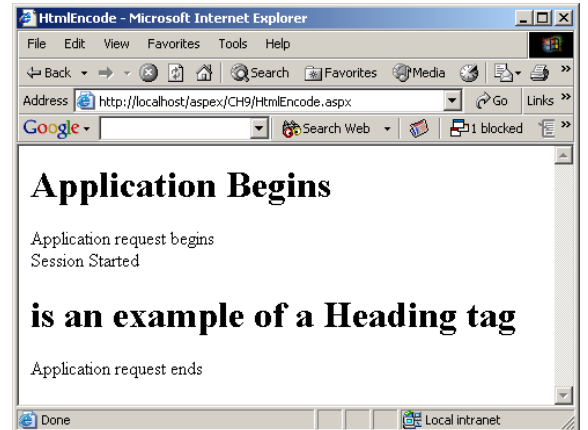 HtmlEncode - Microsoft Internet Explorer
File Edit View Favorites Tools Help
Back Search Favorites Media
Address http://localhost/aspex/CH9/HtmlEncode.aspx Go Links »
Google Search Web 1 blocked »
Application Begins
Application request begins
Session Started
is an example of a Heading tag
Application request ends
Done Local intranet